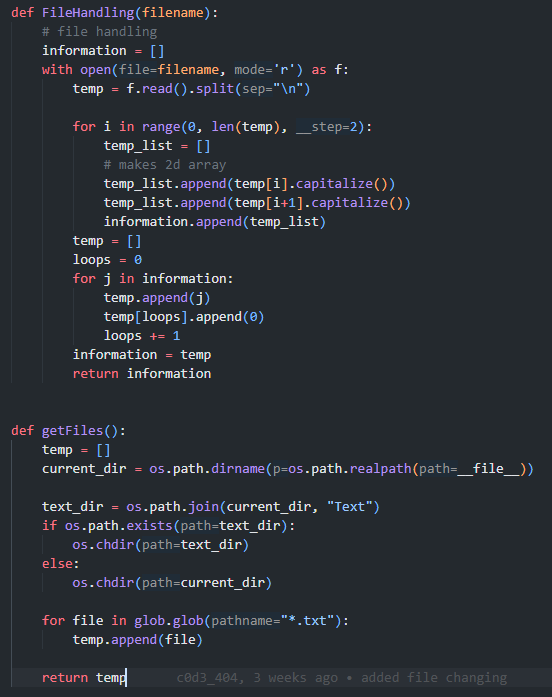 def FileHandling(filename):
    # file handling
    information = []
    with open(file=filename, mode='r') as f:
        temp = f.read().split(sep="\n")

        for i in range(0, len(temp), __step=2):
            temp_list = []
            # makes 2d array
            temp_list.append(temp[i].capitalize())
            temp_list.append(temp[i+1].capitalize())
            information.append(temp_list)
        temp = []
        loops = 0
        for j in information:
            temp.append(j)
            temp[loops].append(0)
            loops += 1
        information = temp
        return information


def getFiles():
    temp = []
    current_dir = os.path.dirname(p=os.path.realpath(path=__file__))

    text_dir = os.path.join(current_dir, "Text")
    if os.path.exists(path=text_dir):
        os.chdir(path=text_dir)
    else:
        os.chdir(path=current_dir)

    for file in glob.glob(pathname="*.txt"):
        temp.append(file)

    return temp      c0d3_404, 3 weeks ago • added file changing